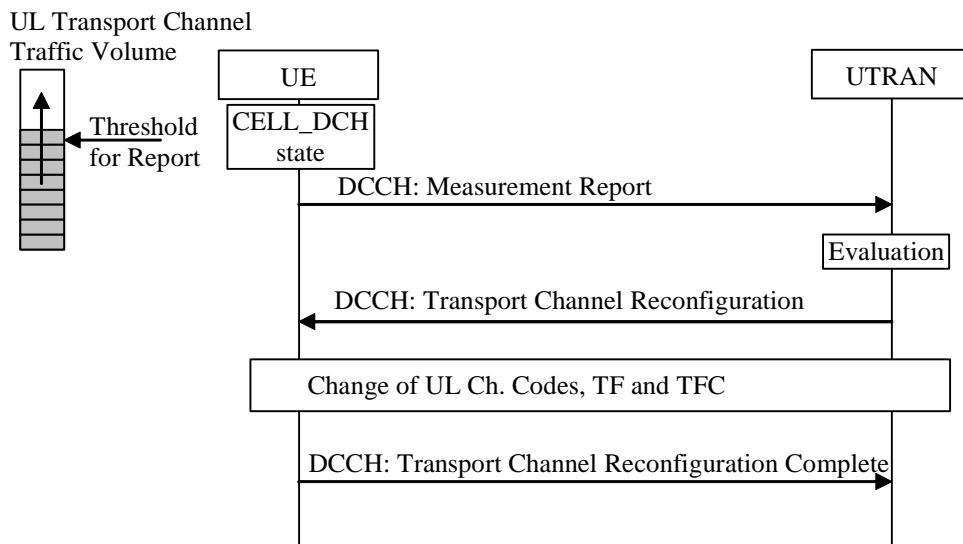 UL Transport Channel
Traffic Volume
Threshold
for Report
UE
UTRAN
CELL_DCH
state
DCCH: Measurement Report
Evaluation
DCCH: Transport Channel Reconfiguration
Change of UL Ch. Codes, TF and TFC
DCCH: Transport Channel Reconfiguration Complete